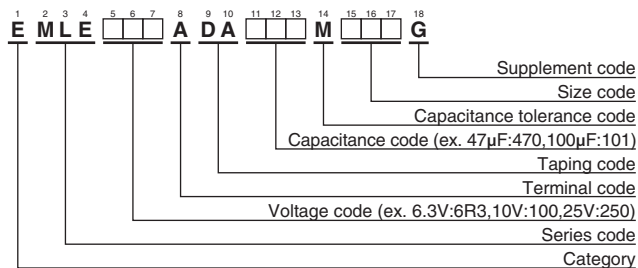 1 2 3 4 5 6 7 8 9 10 11 12 13 14 15 16 17 18
E M L E A D A M G
Supplement code
Size code
Capacitance tolerance code
Capacitance code (ex. 47μF:470,100μF:101)
Taping code
Terminal code
Voltage code (ex. 6.3V:6R3,10V:100,25V:250)
Series code
Category